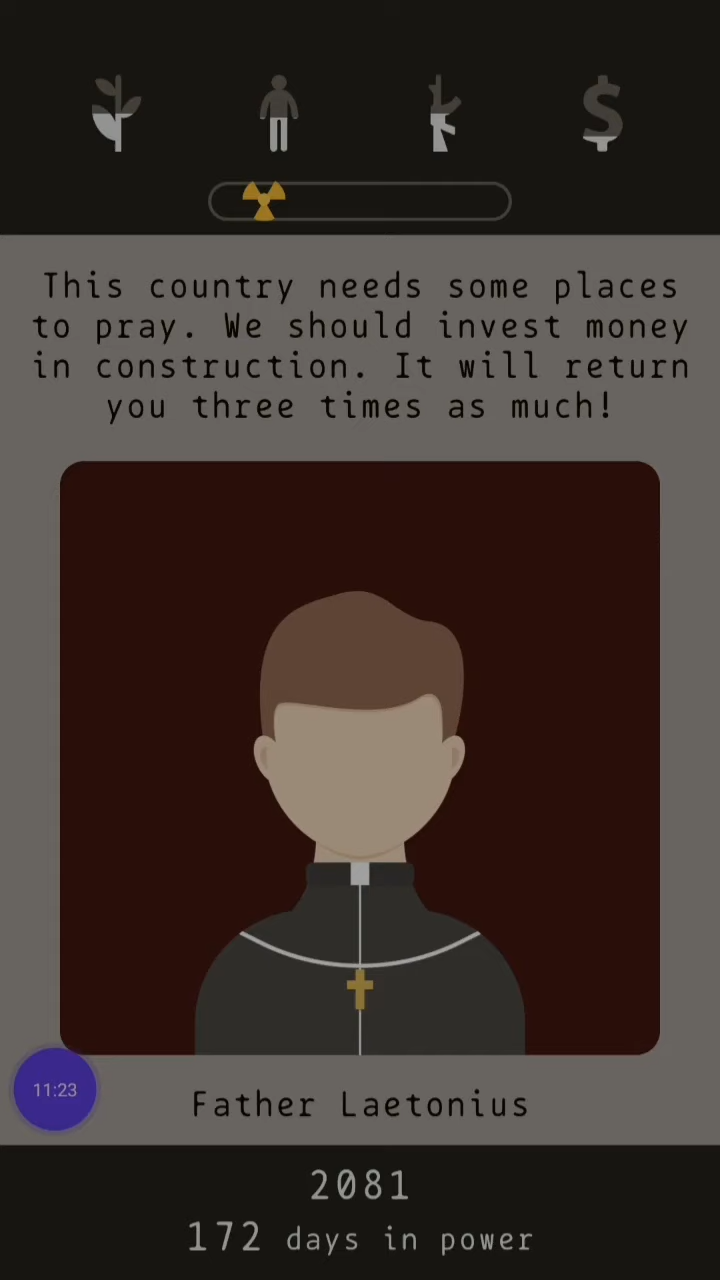 This country needs some places
to pray. We should invest money
in construction. It will return
you three times as much!
11:23
Father Laetonius
2081
172 days in power